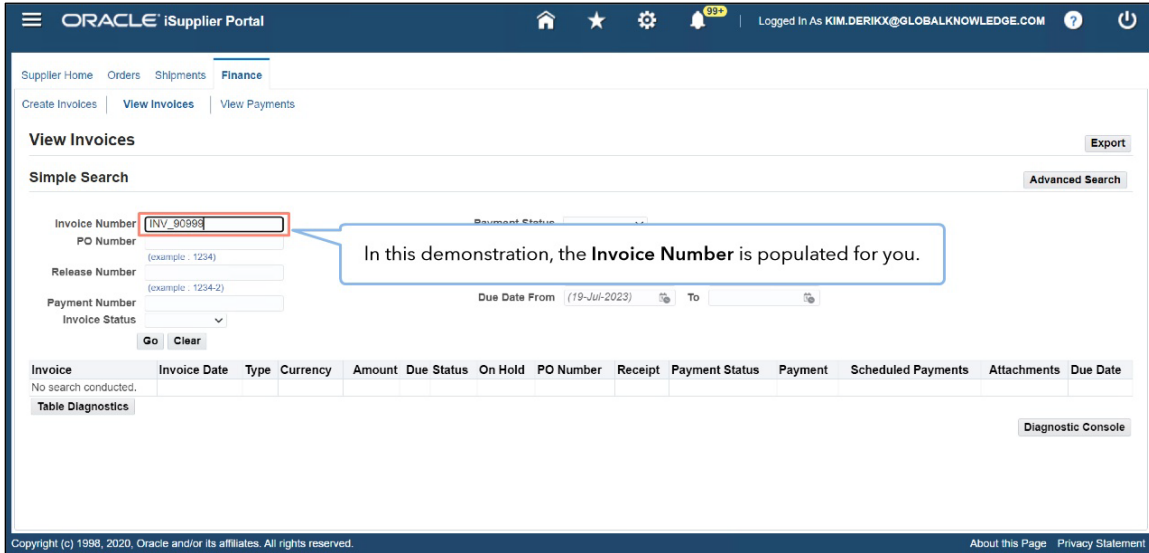 ORACLE iSupplier Portal
99+
Logged In As KIM.DERIKX@GLOBALKNOWLEDGE.COM
?
Supplier Home Orders Shipments Finance
Create Invoices View Invoices View Payments
View Invoices
Export
Simple Search
Advanced Search
Invoice Number INV_90999
Payment Status
PO Number
In this demonstration, the Invoice Number is populated for you.
(example : 1234)
Release Number
(example : 1234-2)
Payment Number
Due Date From (19-Jul-2023) To
Invoice Status
Go Clear
Invoice Invoice Date Type Currency Amount Due Status On Hold PO Number Receipt Payment Status Payment Scheduled Payments Attachments Due Date
No search conducted.
Table Diagnostics
Diagnostic Console
Copyright (c) 1998, 2020, Oracle and/or its affiliates. All rights reserved.
About this Page Privacy Statement